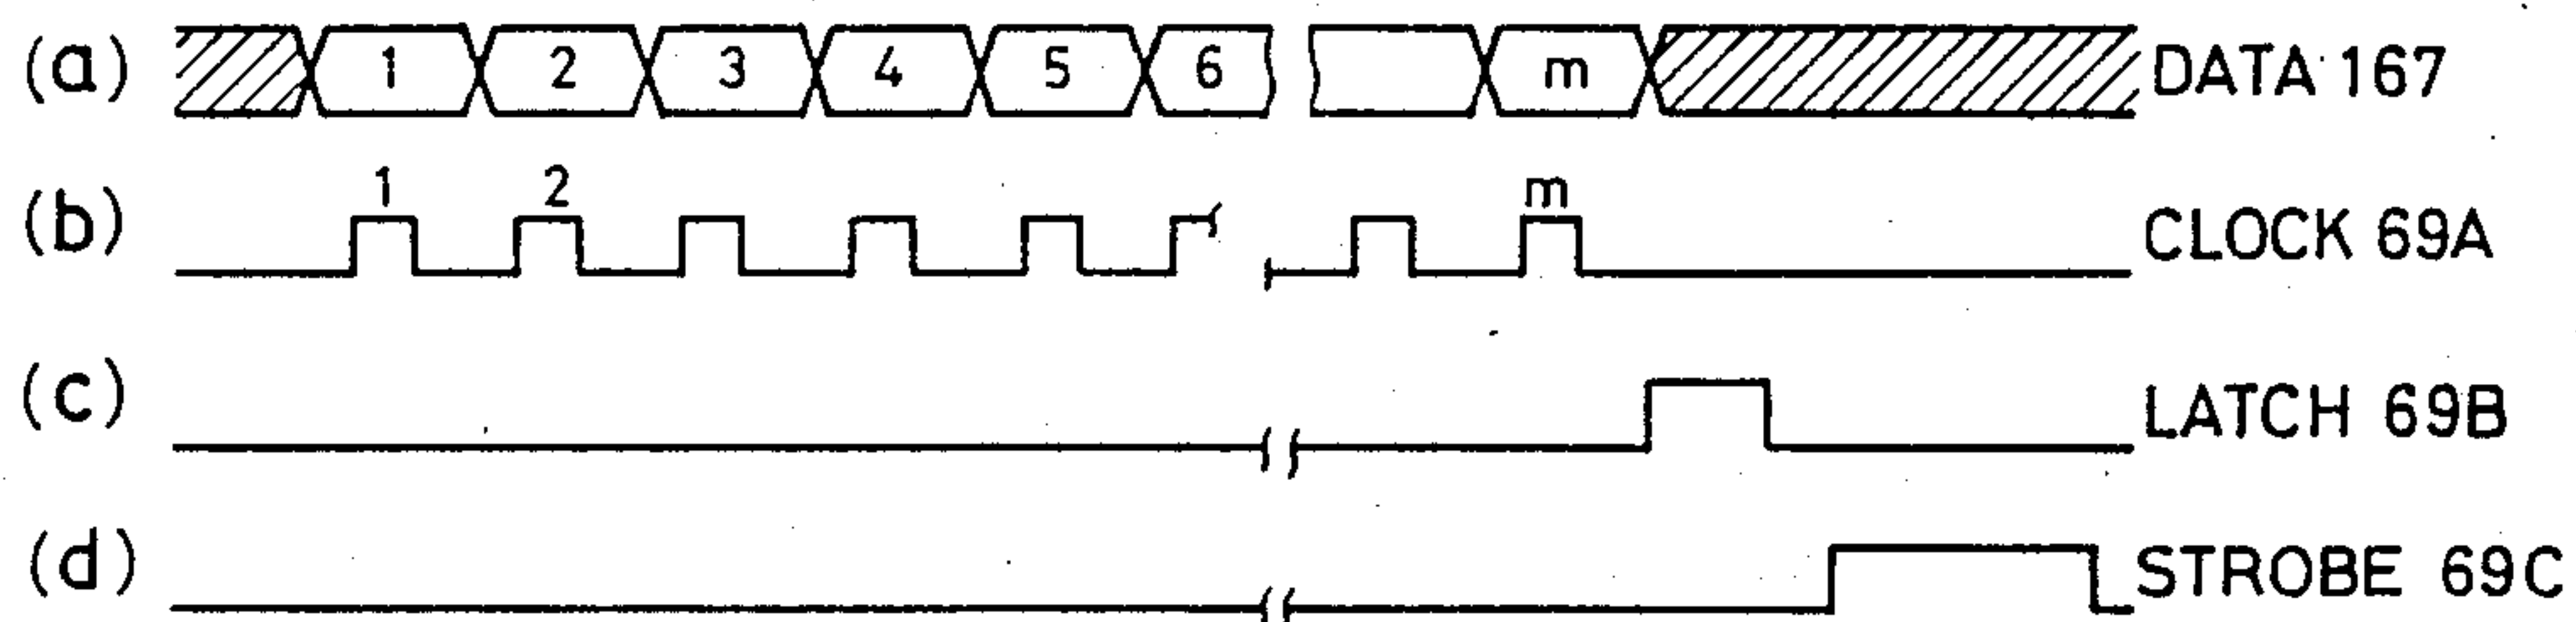 (a) 1 2 3 4 5 6 m DATA 167
1 2 m
(b) CLOCK 69A
(c) LATCH 69B
(d) STROBE 69C